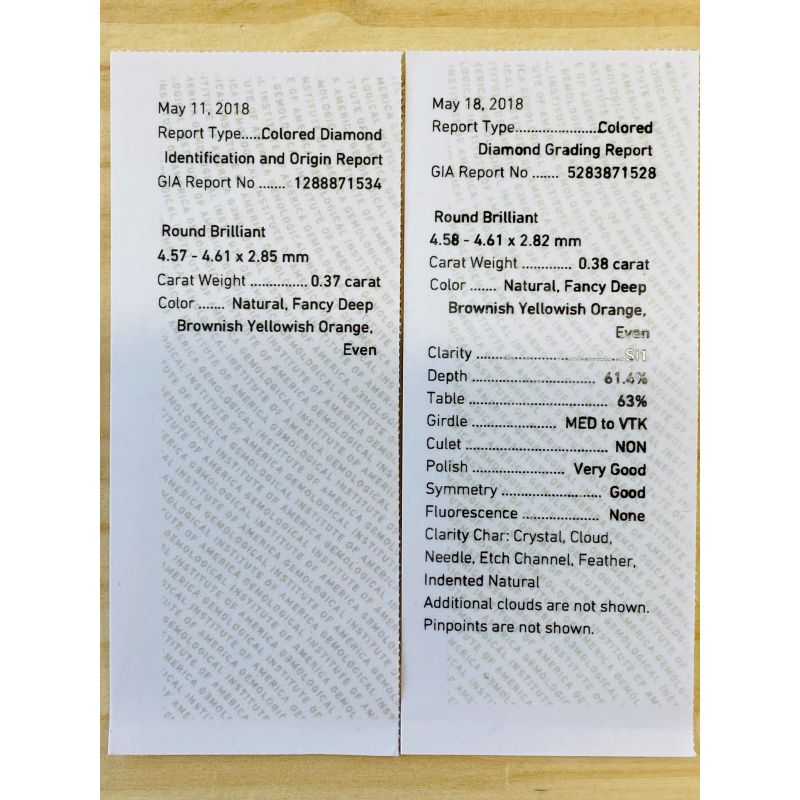 May 11, 2018
Report Type.....Colored Diamond
Identification and Origin Report
GIA Report No ....... 1288871534
Round Brilliant
4.57 - 4.61 x 2.85 mm
Carat Weight ............... 0.37 carat
Color ....... Natural, Fancy Deep
Brownish Yellowish Orange,
Even
May 18, 2018
Report Type........................Colored
Diamond Grading Report
GIA Report No ....... 5283871528
Round Brilliant
4.58 - 4.61 x 2.82 mm
Carat Weight ............. 0.38 carat
Color ....... Natural, Fancy Deep
Brownish Yellowish Orange,
Even
Clarity ..................................... SI1
Depth ................................ 61.4%
Table .................................... 63%
Girdle ........................ MED to VTK
Culet .................................... NON
Polish ........................ Very Good
Symmetry .......................... Good
Fluorescence .................... None
Clarity Char: Crystal, Cloud,
Needle, Etch Channel, Feather,
Indented Natural
Additional clouds are not shown.
Pinpoints are not shown.
GEMOLOGICAL INSTITUTE OF AMERICA